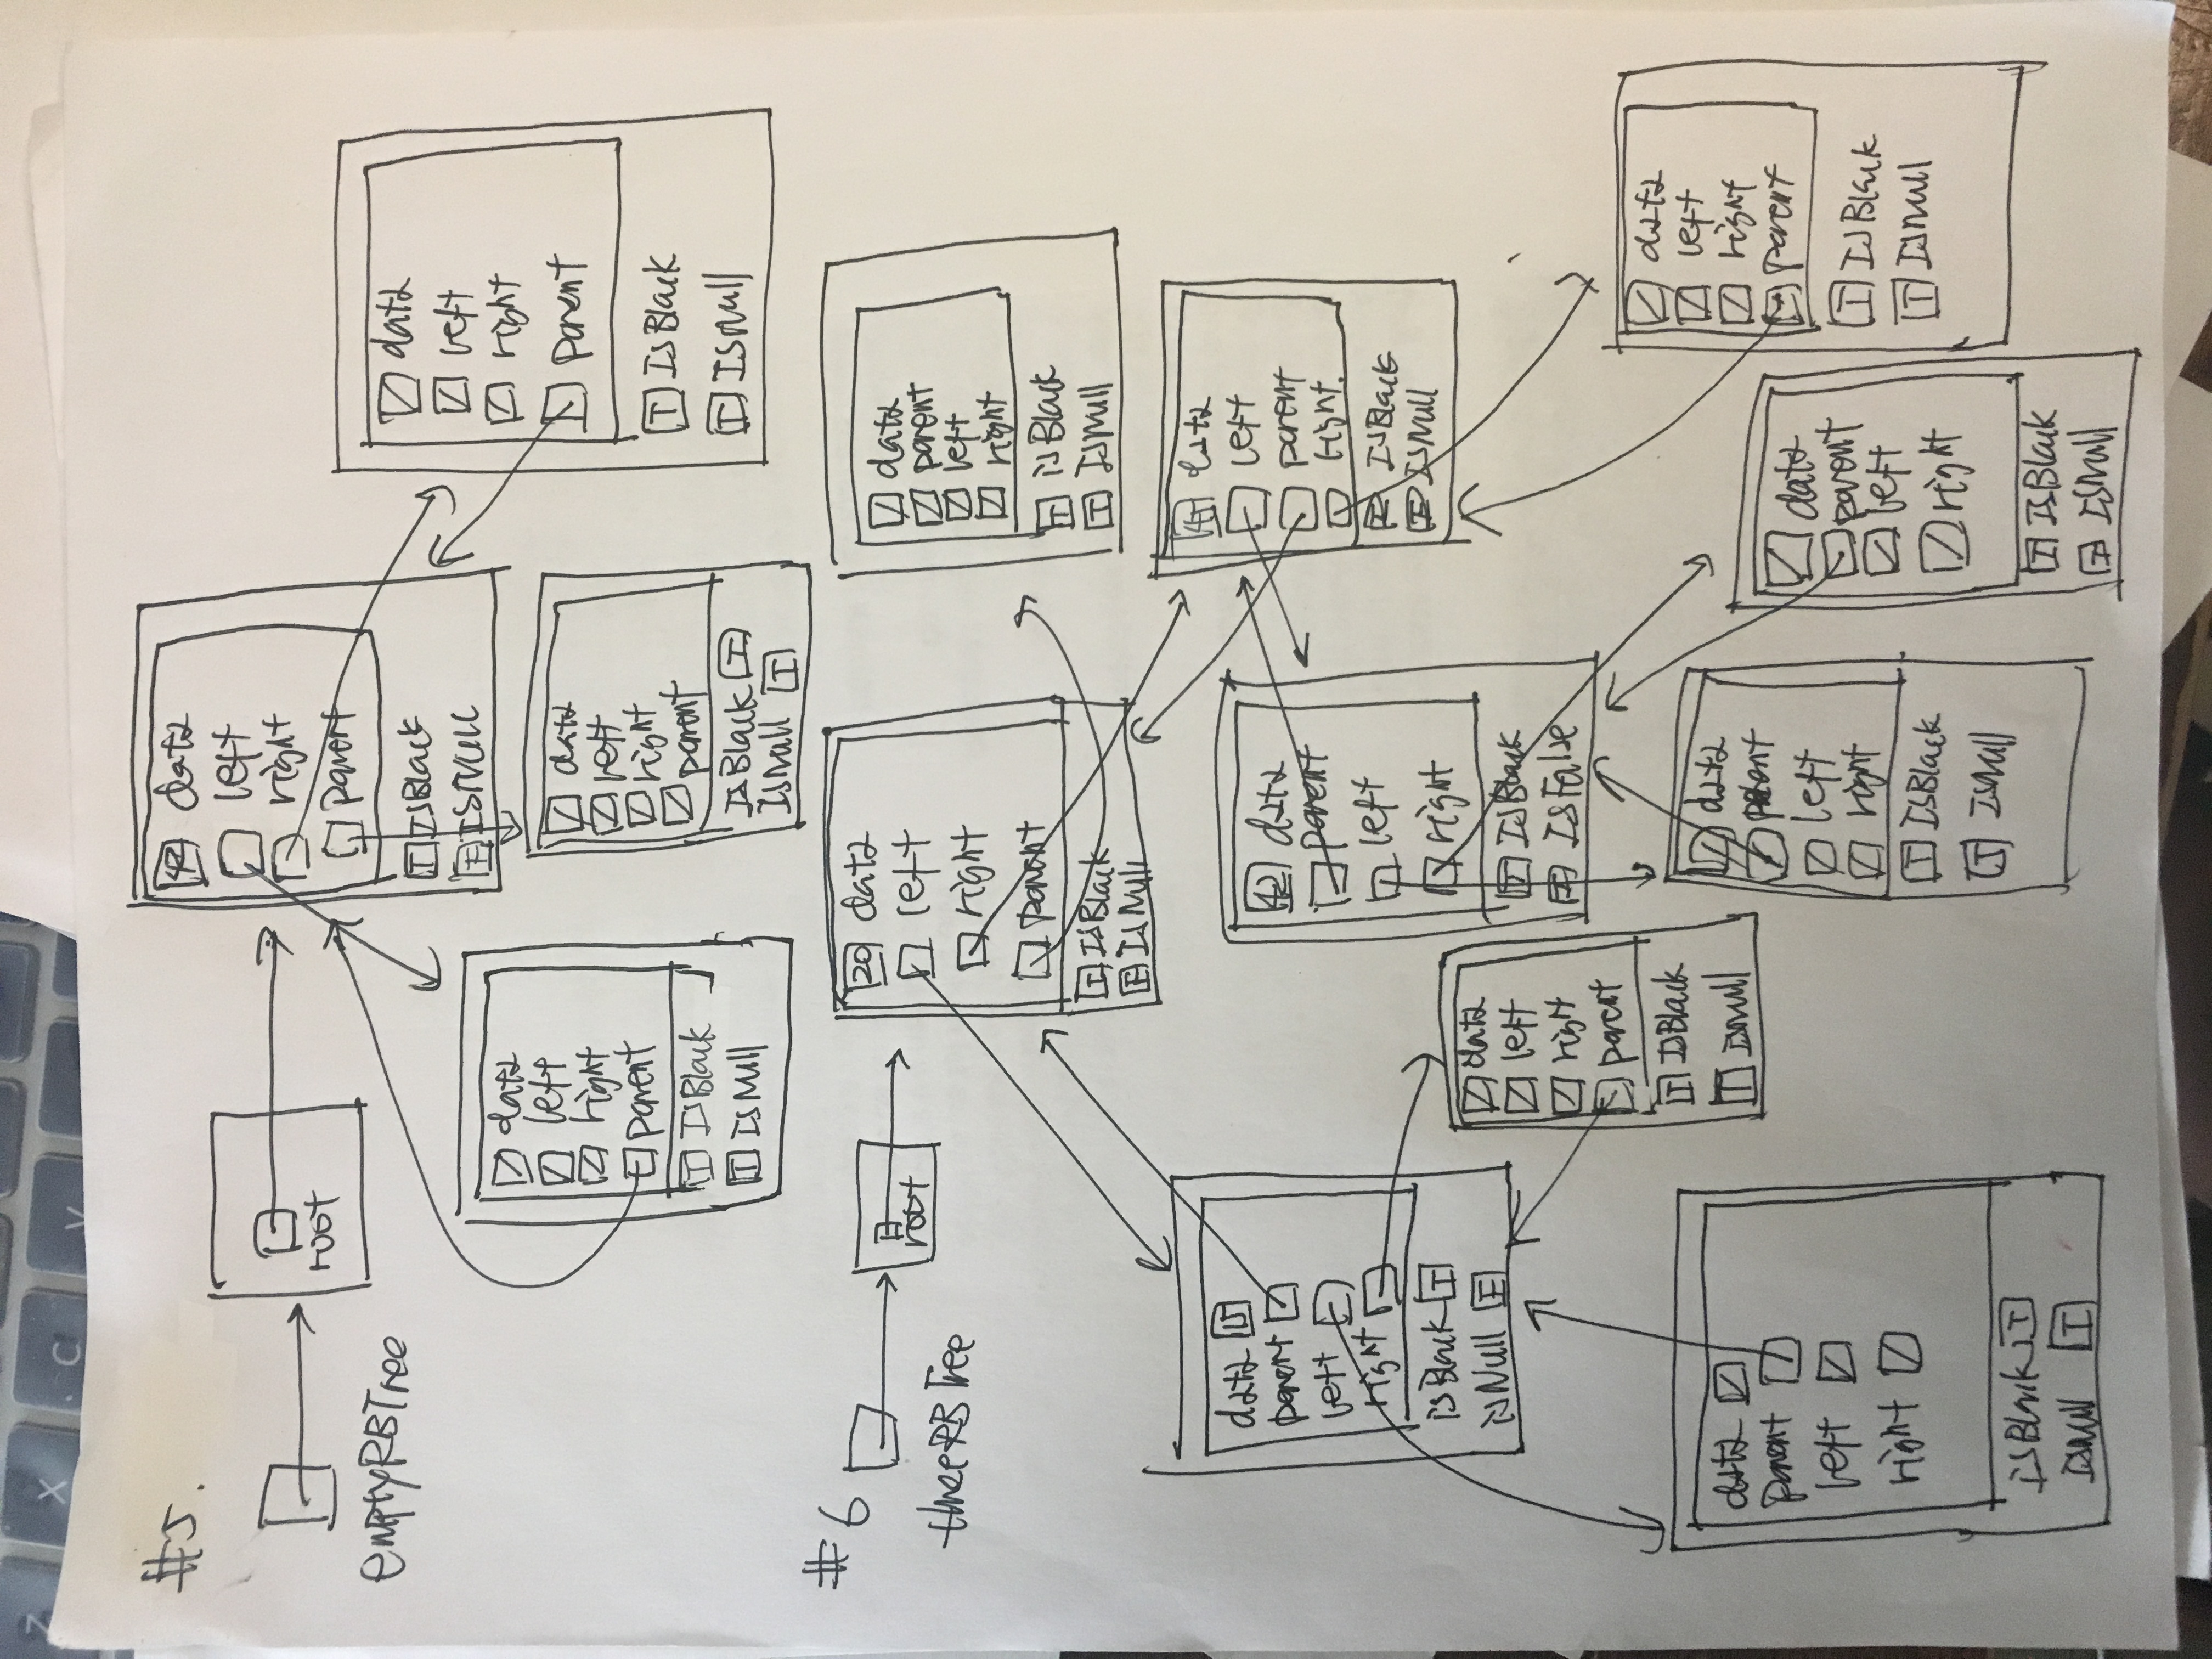 Z X C V
#5.
42 data
left
right
parent
IsBlack
F IsNull
root
emptyRBTree
data
left
right
parent
IsBlack
IsNull
data
left
right
parent
IsBlack
IsNull
data
left
right
parent
T IsBlack
IsNull
#6
root
threeRBTree
20 data
left
right
parent
IsBlack
F IsNull
data
parent
left
right
T isBlack
IsNull
data 15
parent
left
right
isBlack T
isNull F
42 data
parent
left
right
T IsBlack
IsFalse
data
left
parent
right
IsBlack
IsNull
data
left
right
parent
IsBlack
IsNull
data
parent
left
right
isBlack T
IsNull
data
parent
left
right
IsBlack
IsNull
data
parent
left
right
IsBlack
IsNull
data
left
right
parent
T IsBlack
T IsNull